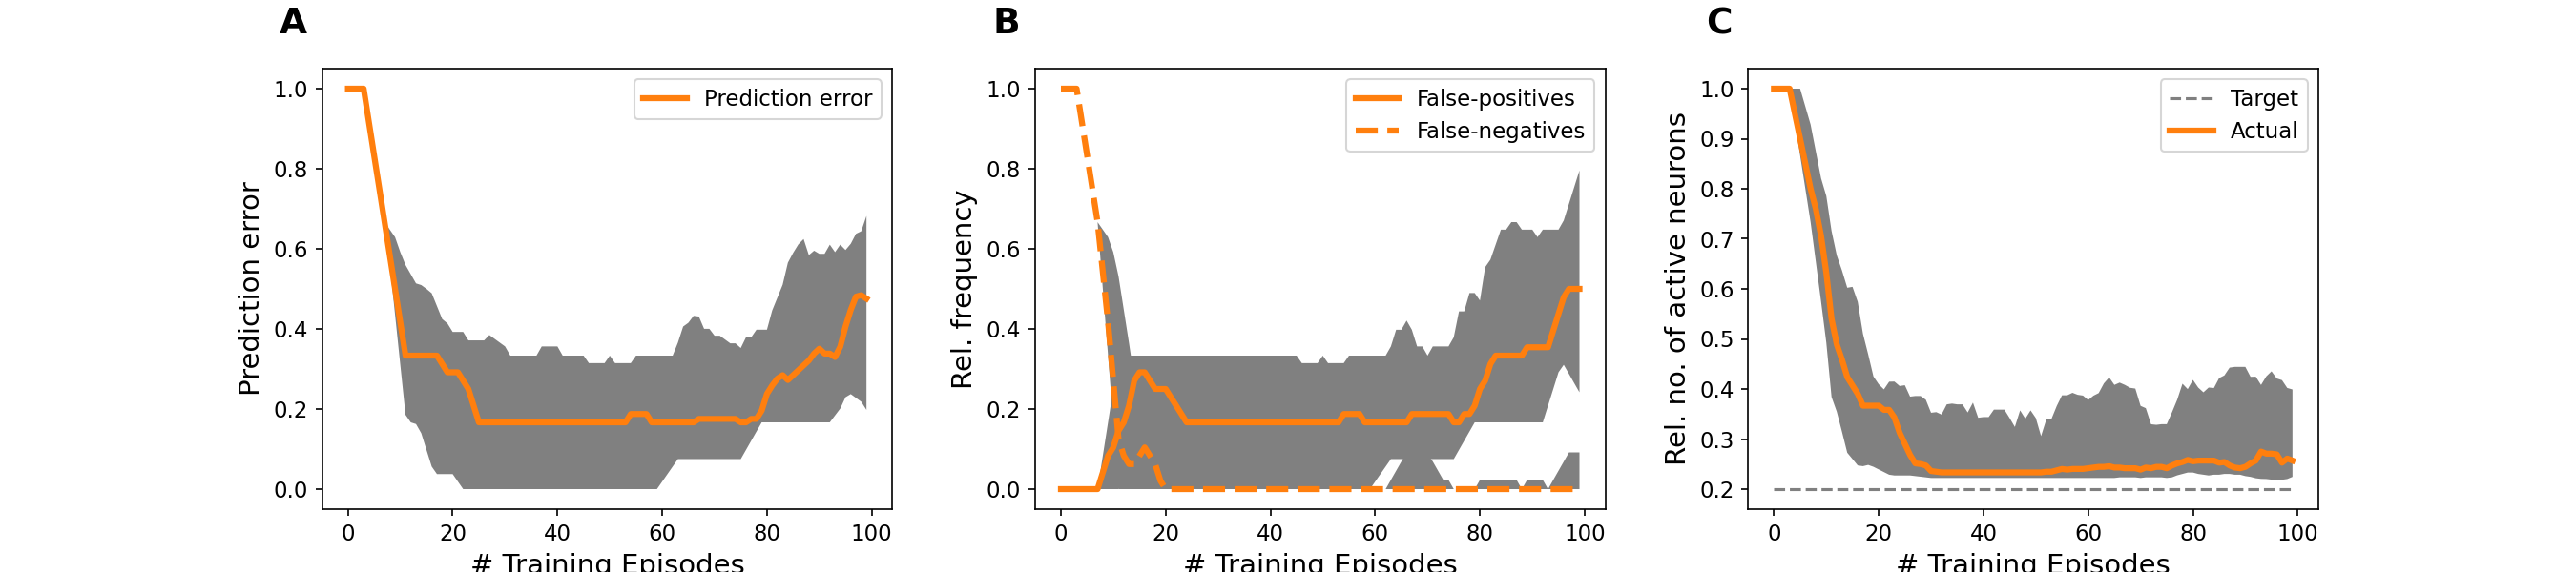 A
B
C
Prediction error
False-positives
False-negatives
Target
Actual
Prediction error
1.0
0.8
0.6
0.4
0.2
0.0
0 20 40 60 80 100
# Training Episodes
Rel. frequency
1.0
0.8
0.6
0.4
0.2
0.0
0 20 40 60 80 100
# Training Episodes
Rel. no. of active neurons
1.0
0.9
0.8
0.7
0.6
0.5
0.4
0.3
0.2
0 20 40 60 80 100
# Training Episodes